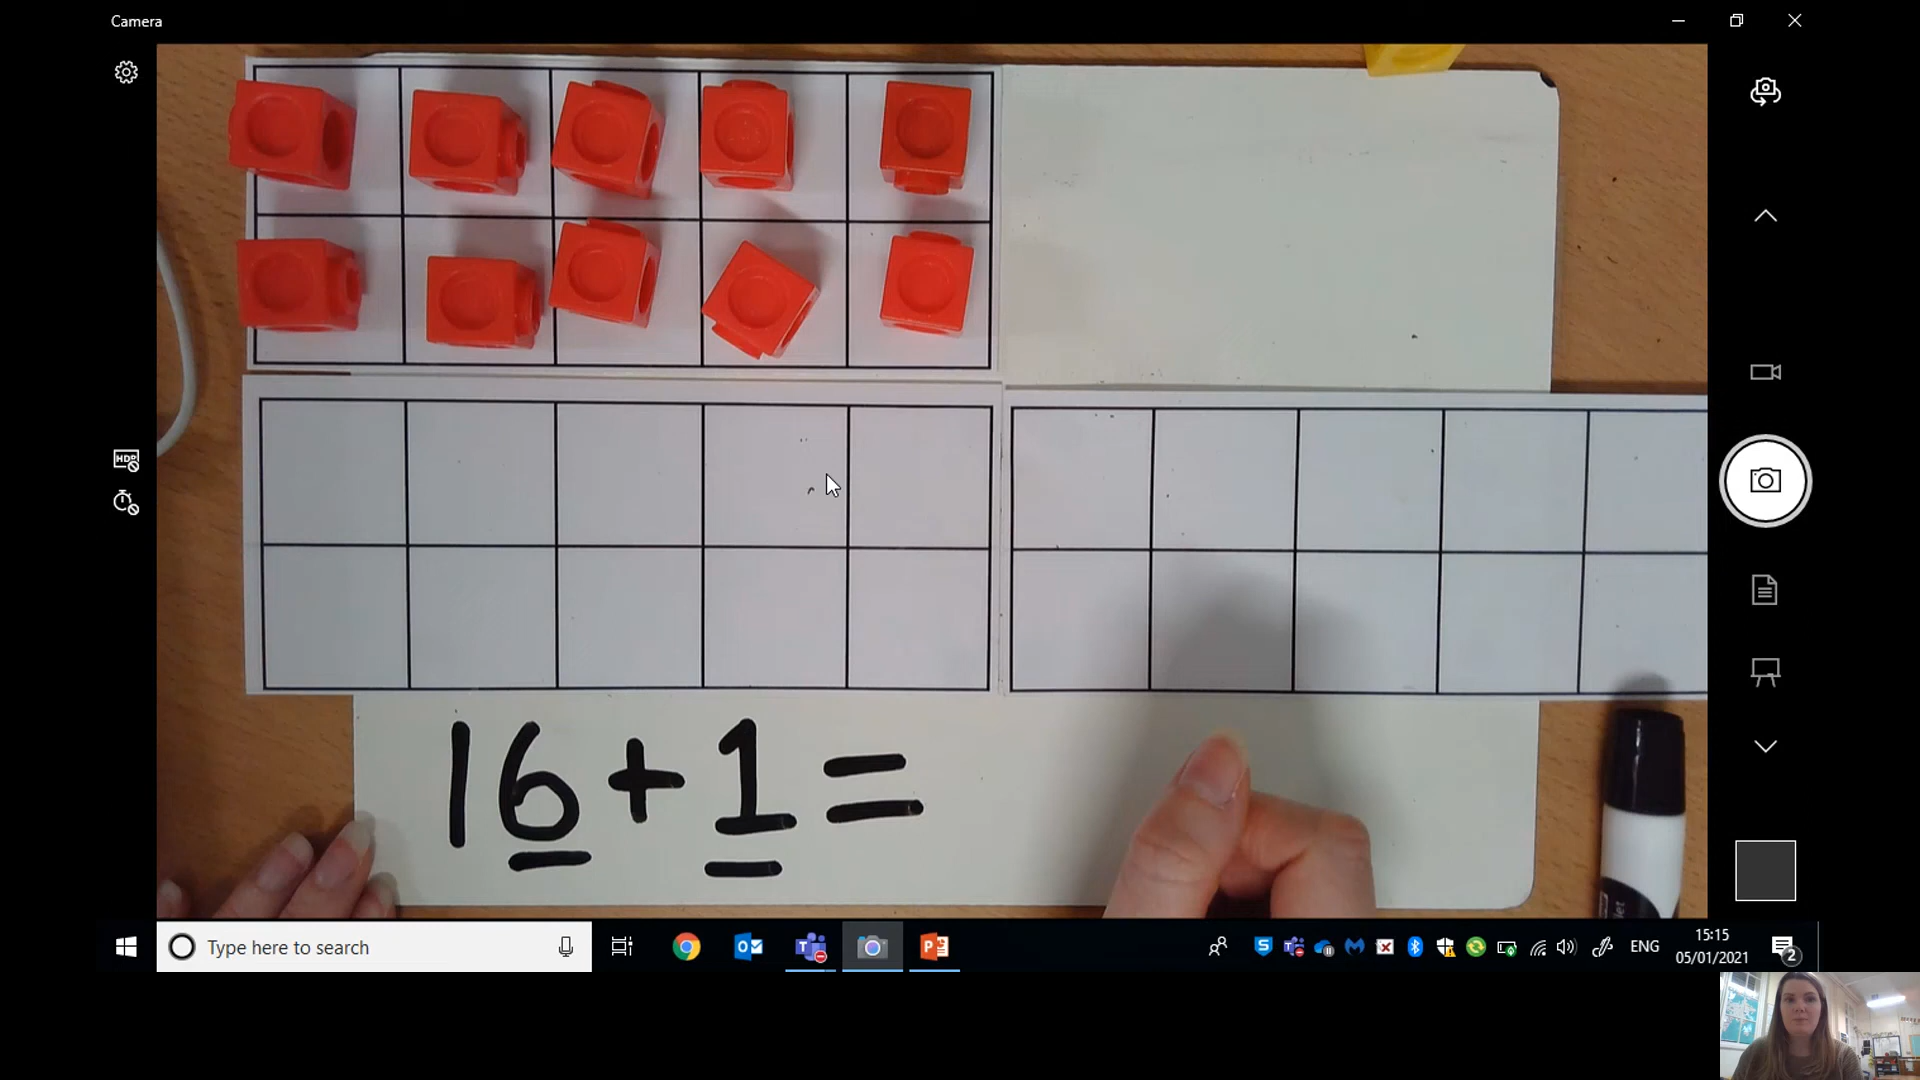 Camera
HDR
16+1=
Type here to search
ENG
15:15
05/01/2021
2